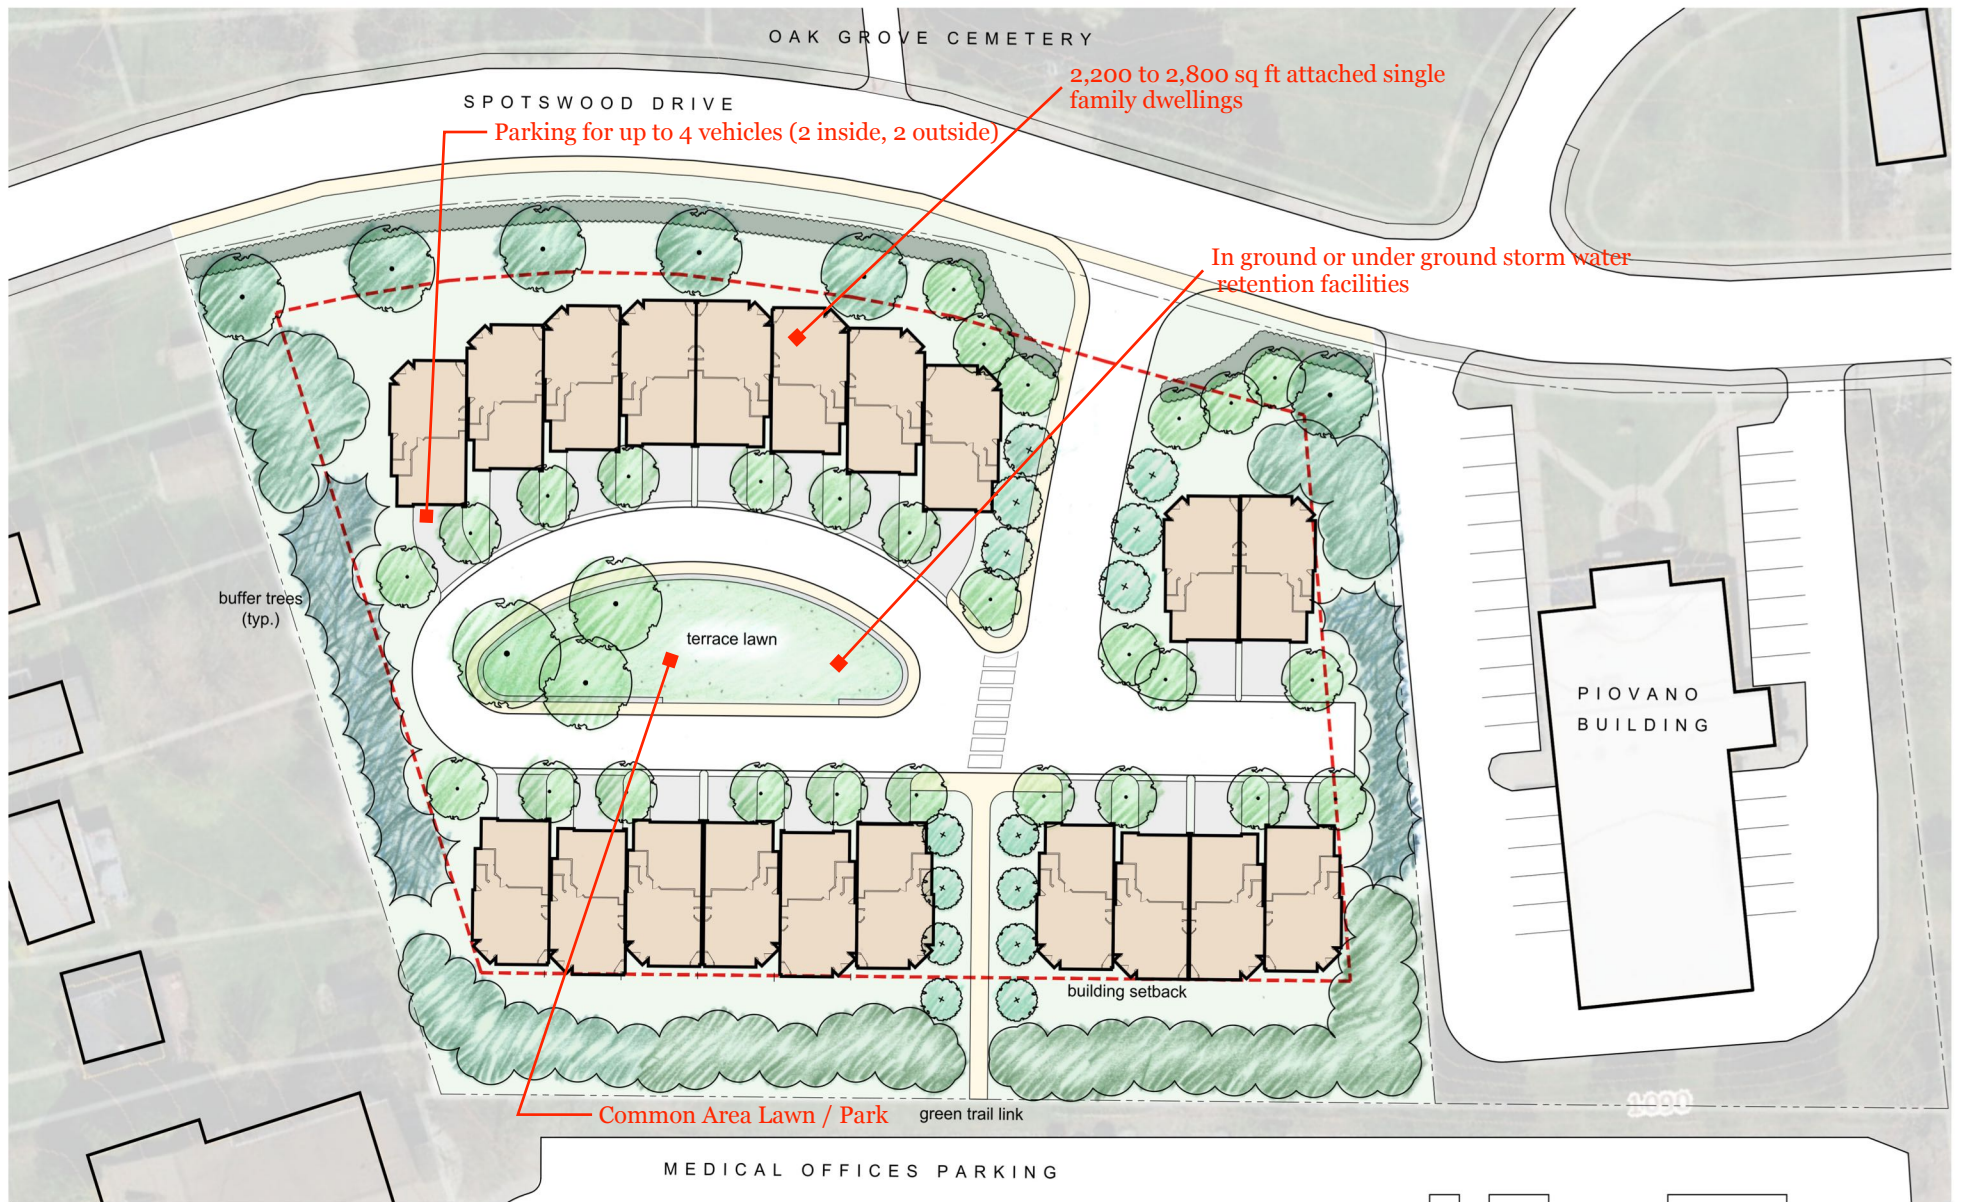 OAK GROVE CEMETERY
2,200 to 2,800 sq ft attached single
family dwellings
SPOTSWOOD DRIVE
Parking for up to 4 vehicles (2 inside, 2 outside)
In ground or under ground storm water
retention facilities
buffer trees
(typ.)
terrace lawn
PIOVANO
BUILDING
building setback
Common Area Lawn / Park
green trail link
MEDICAL OFFICES PARKING